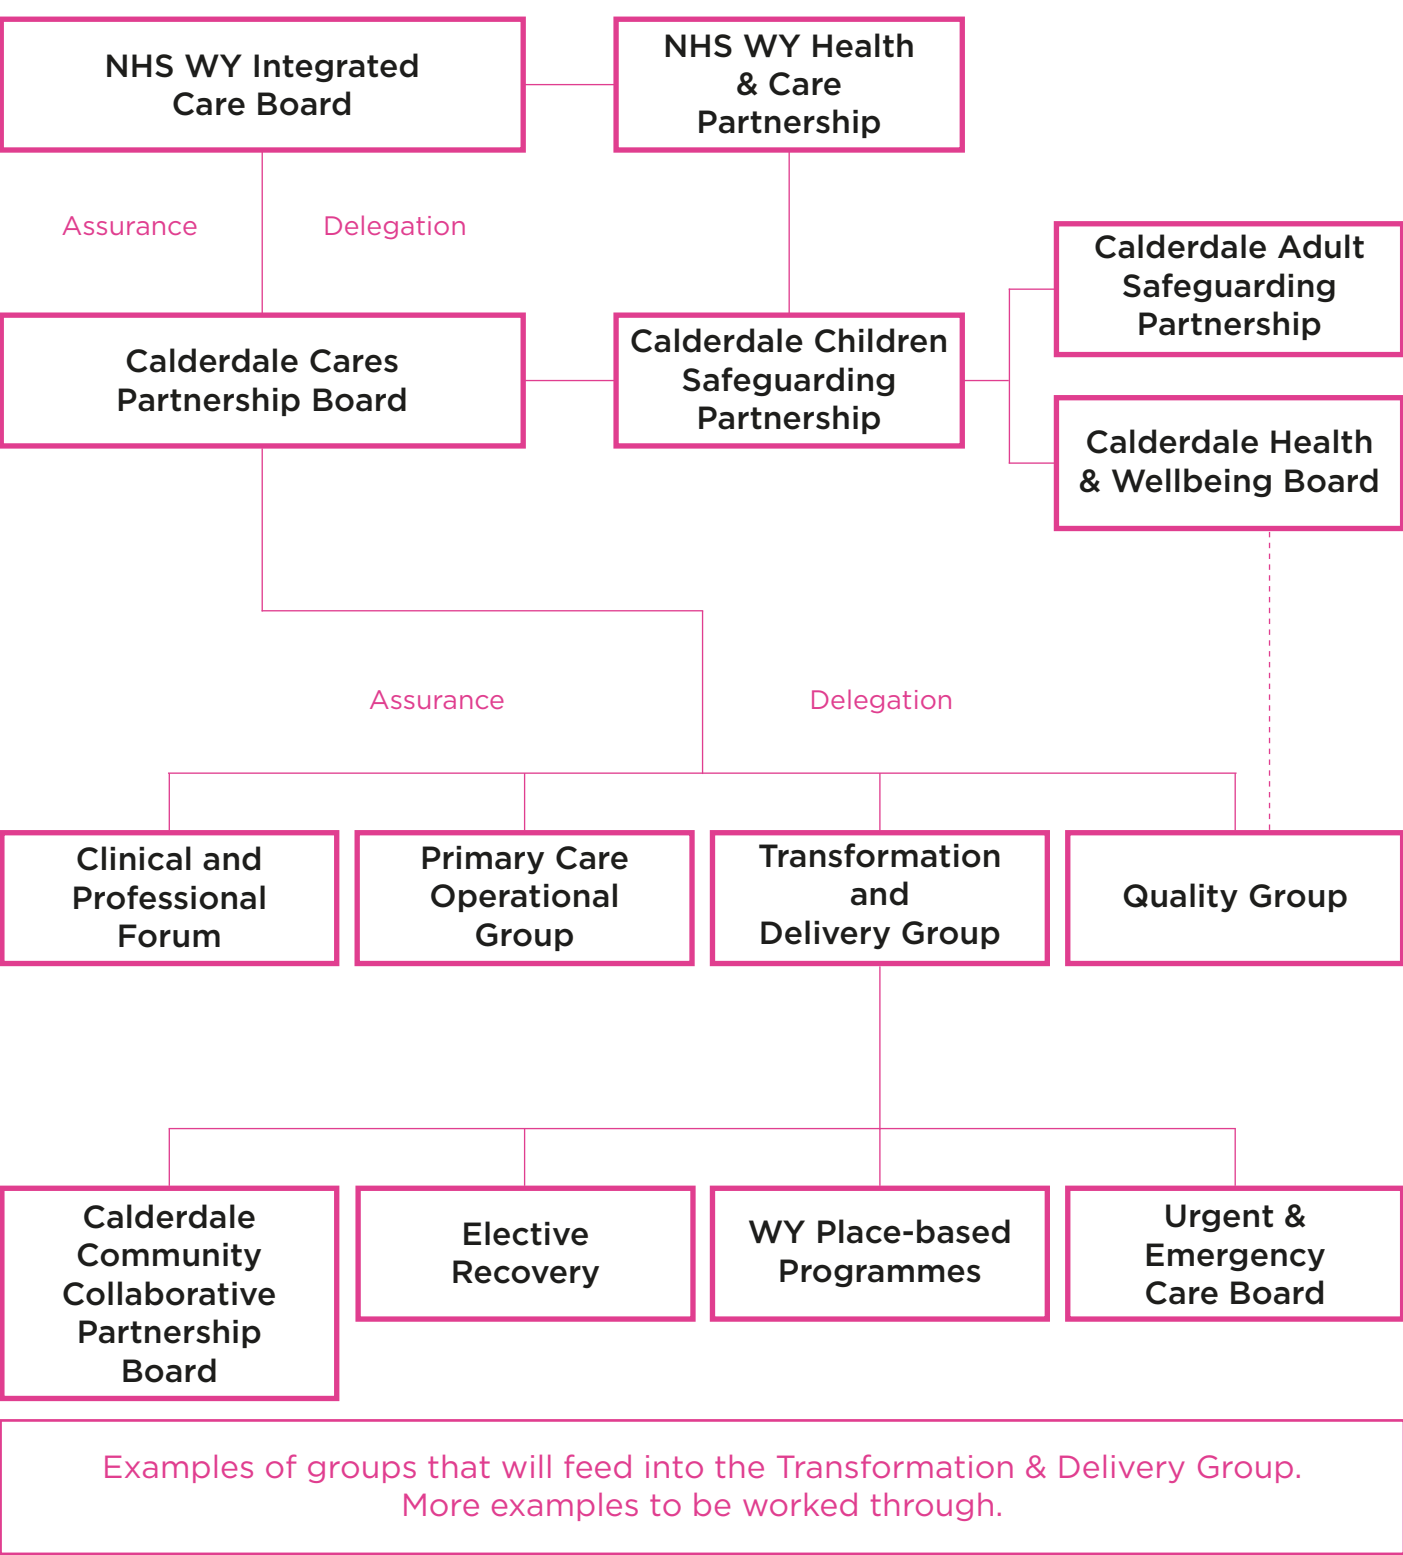 NHS WY Integrated
Care Board
NHS WY Health
& Care
Partnership
Assurance
Delegation
Calderdale Adult
Safeguarding
Partnership
Calderdale Cares
Partnership Board
Calderdale Children
Safeguarding
Partnership
Calderdale Health
& Wellbeing Board
Assurance
Delegation
Clinical and
Professional
Forum
Primary Care
Operational
Group
Transformation
and
Delivery Group
Quality Group
Calderdale
Community
Collaborative
Partnership
Board
Elective
Recovery
WY Place-based
Programmes
Urgent &
Emergency
Care Board
Examples of groups that will feed into the Transformation & Delivery Group.
More examples to be worked through.